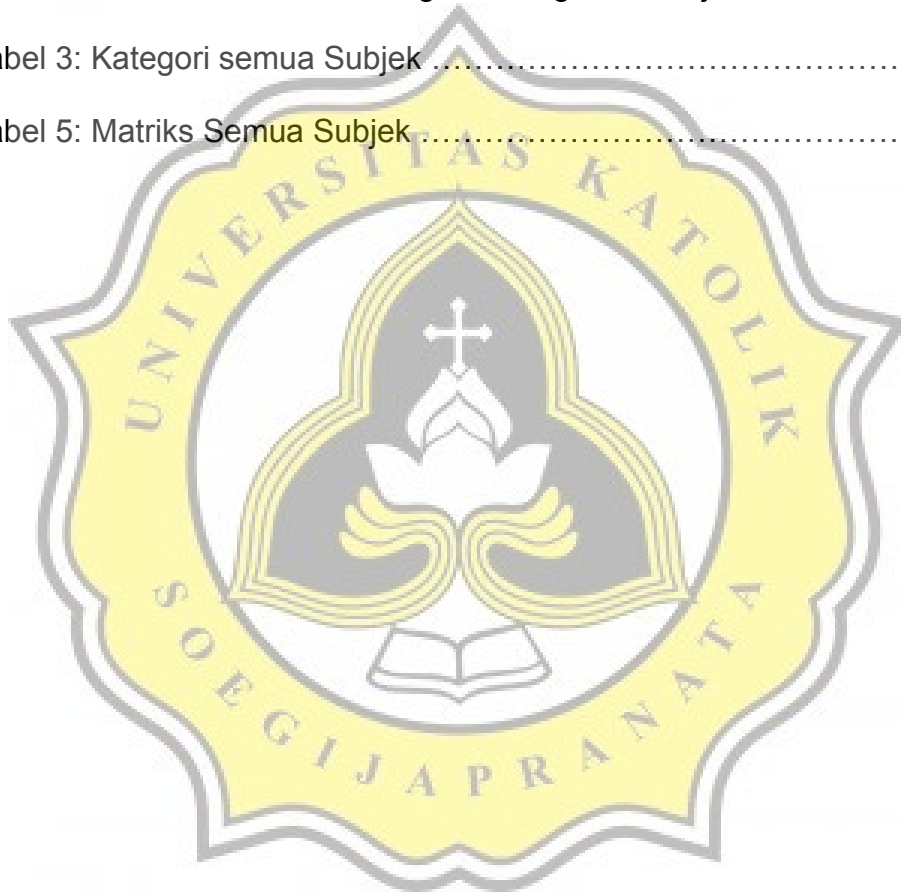 abel 3: Kategori semua Subjek ………………………………………
abel 5: Matriks Semua Subjek ………………………………………
UNIVERSITAS KATOLIK
SOEGIJAPRANATA